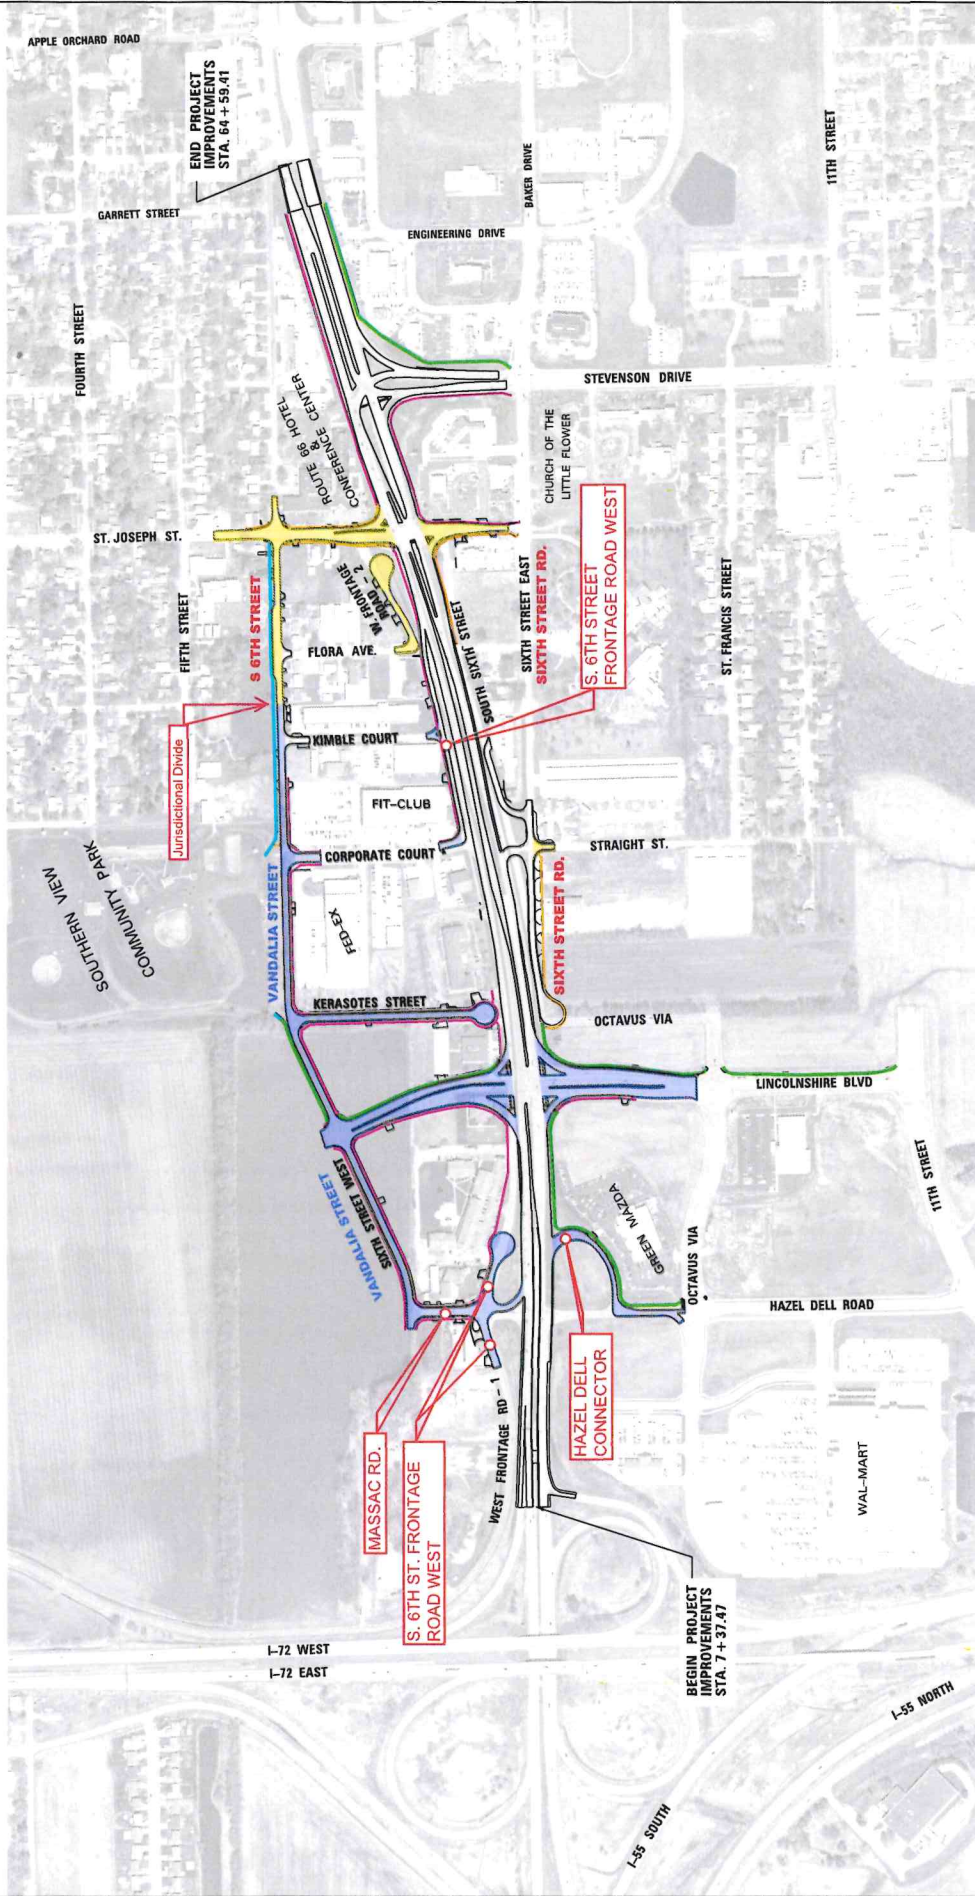 APPLE ORCHARD ROAD
END PROJECT
IMPROVEMENTS
STA. 64 + 59.41
GARRETT STREET
BAKER DRIVE
11TH STREET
ENGINEERING DRIVE
FOURTH STREET
STEVENSON DRIVE
ROUTE 66 HOTEL
&
CONFERENCE CENTER
CHURCH OF THE
LITTLE FLOWER
ST. JOSEPH ST.
S. 6TH STREET
FRONTAGE ROAD WEST
W. FRONTAGE
ROAD - 2
FIFTH STREET
S 6TH STREET
FLORA AVE.
SOUTH SIXTH STREET
SIXTH STREET EAST
SIXTH STREET RD.
ST. FRANCIS STREET
Jurisdictional Divide
KIMBLE COURT
FIT-CLUB
STRAIGHT ST.
CORPORATE COURT
SOUTHERN VIEW
COMMUNITY PARK
VANDALIA STREET
FED-EX
SIXTH STREET RD.
KERASOTES STREET
OCTAVUS VIA
LINCOLNSHIRE BLVD
11TH STREET
VANDALIA STREET
SIXTH STREET WEST
GREEN MAZDA
OCTAVUS VIA
HAZEL DELL ROAD
MASSAC RD.
S. 6TH ST. FRONTAGE
ROAD WEST
WEST FRONTAGE RD - 1
HAZEL DELL
CONNECTOR
WAL-MART
BEGIN PROJECT
IMPROVEMENTS
STA. 7 + 37.47
I-72 WEST
I-72 EAST
I-55 NORTH
I-55 SOUTH